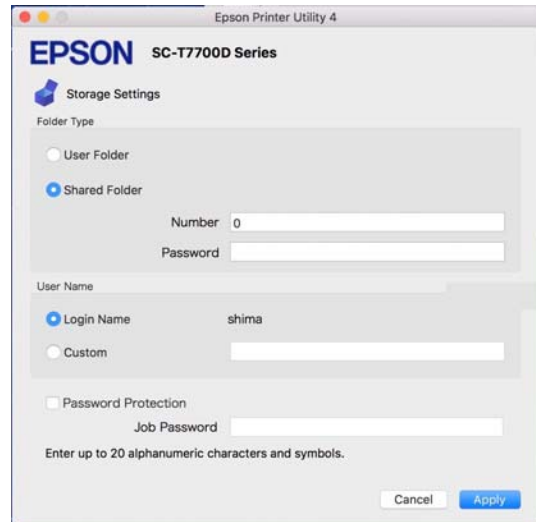 Epson Printer Utility 4
EPSON SC-T7700D Series
Storage Settings
Folder Type
User Folder
Shared Folder
Number 0
Password
User Name
Login Name shima
Custom
Password Protection
Job Password
Enter up to 20 alphanumeric characters and symbols.
Cancel Apply